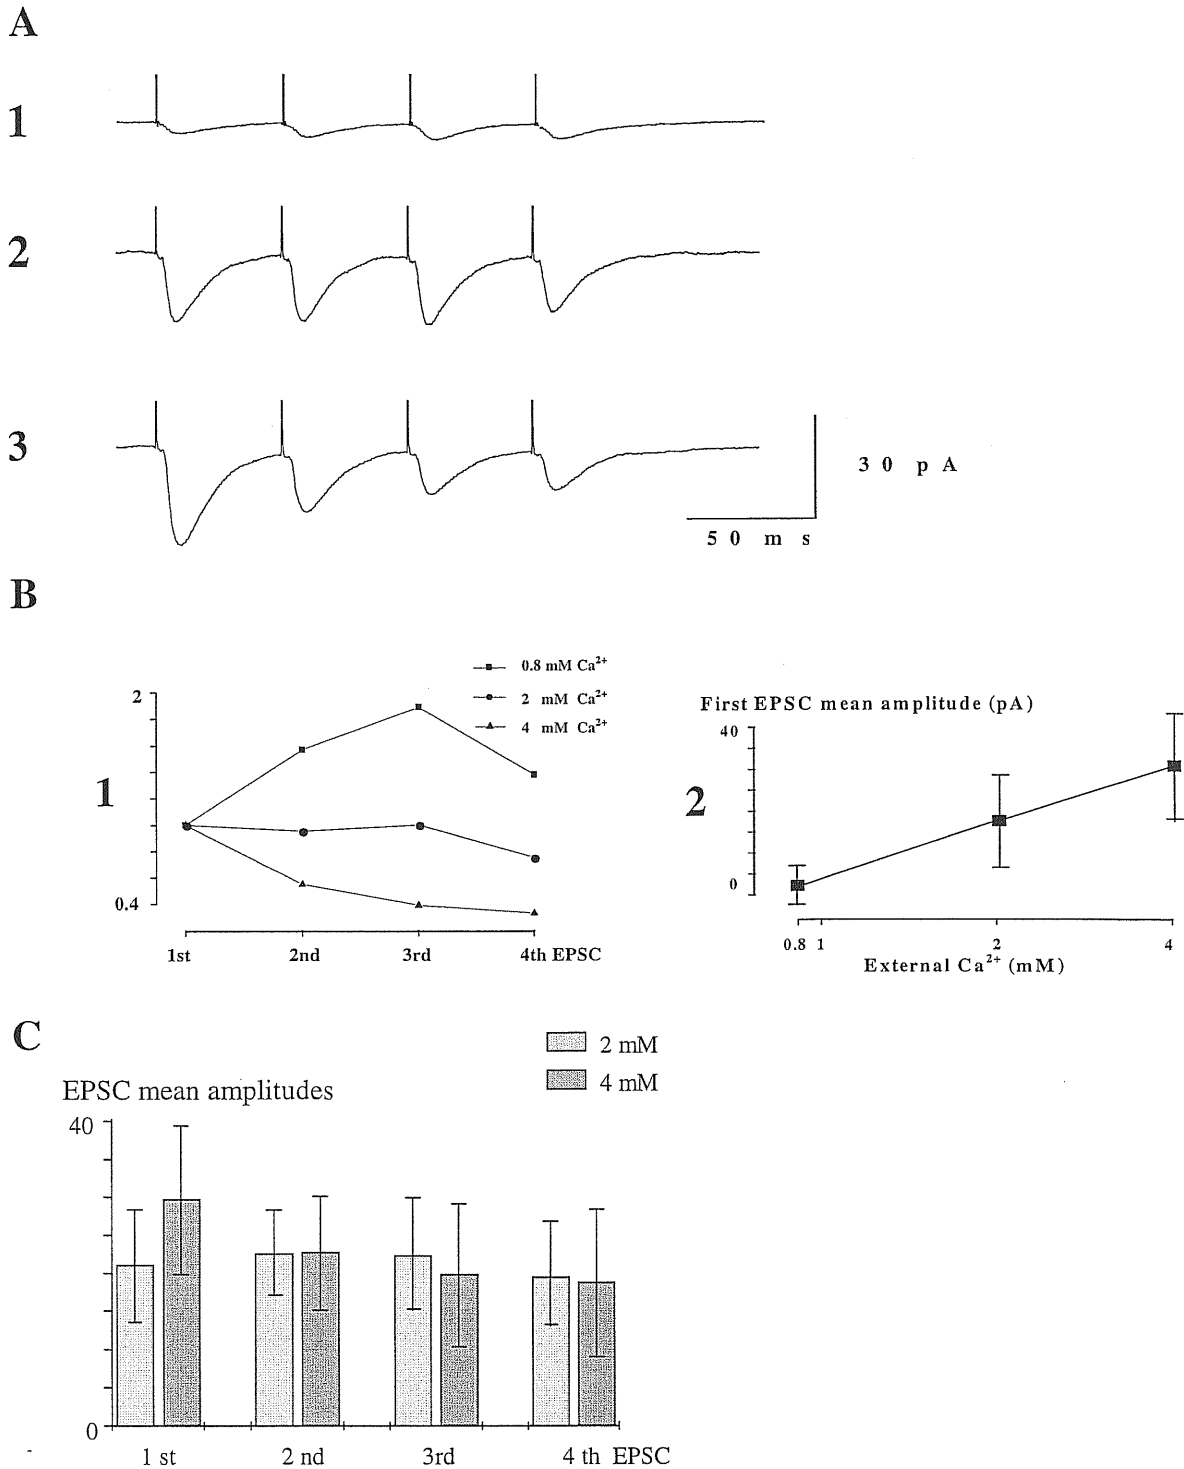 A
1
2
3
30 pA
50 ms
B
0.8 mM Ca2+
2 mM Ca2+
4 mM Ca2+
2
1
0.4
1st 2nd 3rd 4th EPSC
First EPSC mean amplitude (pA)
40
2
0
0.8 1 2 4
External Ca2+ (mM)
C
2 mM
4 mM
EPSC mean amplitudes
40
0
1 st 2 nd 3rd 4 th EPSC